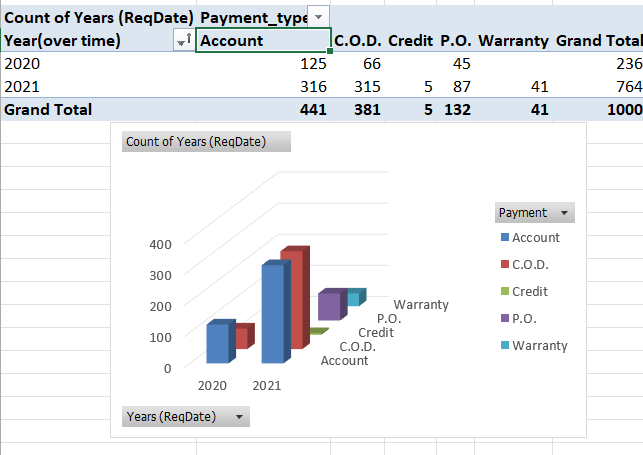 Count of Years (ReqDate) Payment_type
Year(over time) Account C.O.D. Credit P.O. Warranty Grand Total
2020 125 66 45 236
2021 316 315 5 87 41 764
Grand Total 441 381 5 132 41 1000
Count of Years (ReqDate)
Payment
Account
C.O.D.
Credit
P.O.
Warranty
400
300
200
100
0
Warranty
P.O.
Credit
C.O.D.
Account
2020 2021
Years (ReqDate)